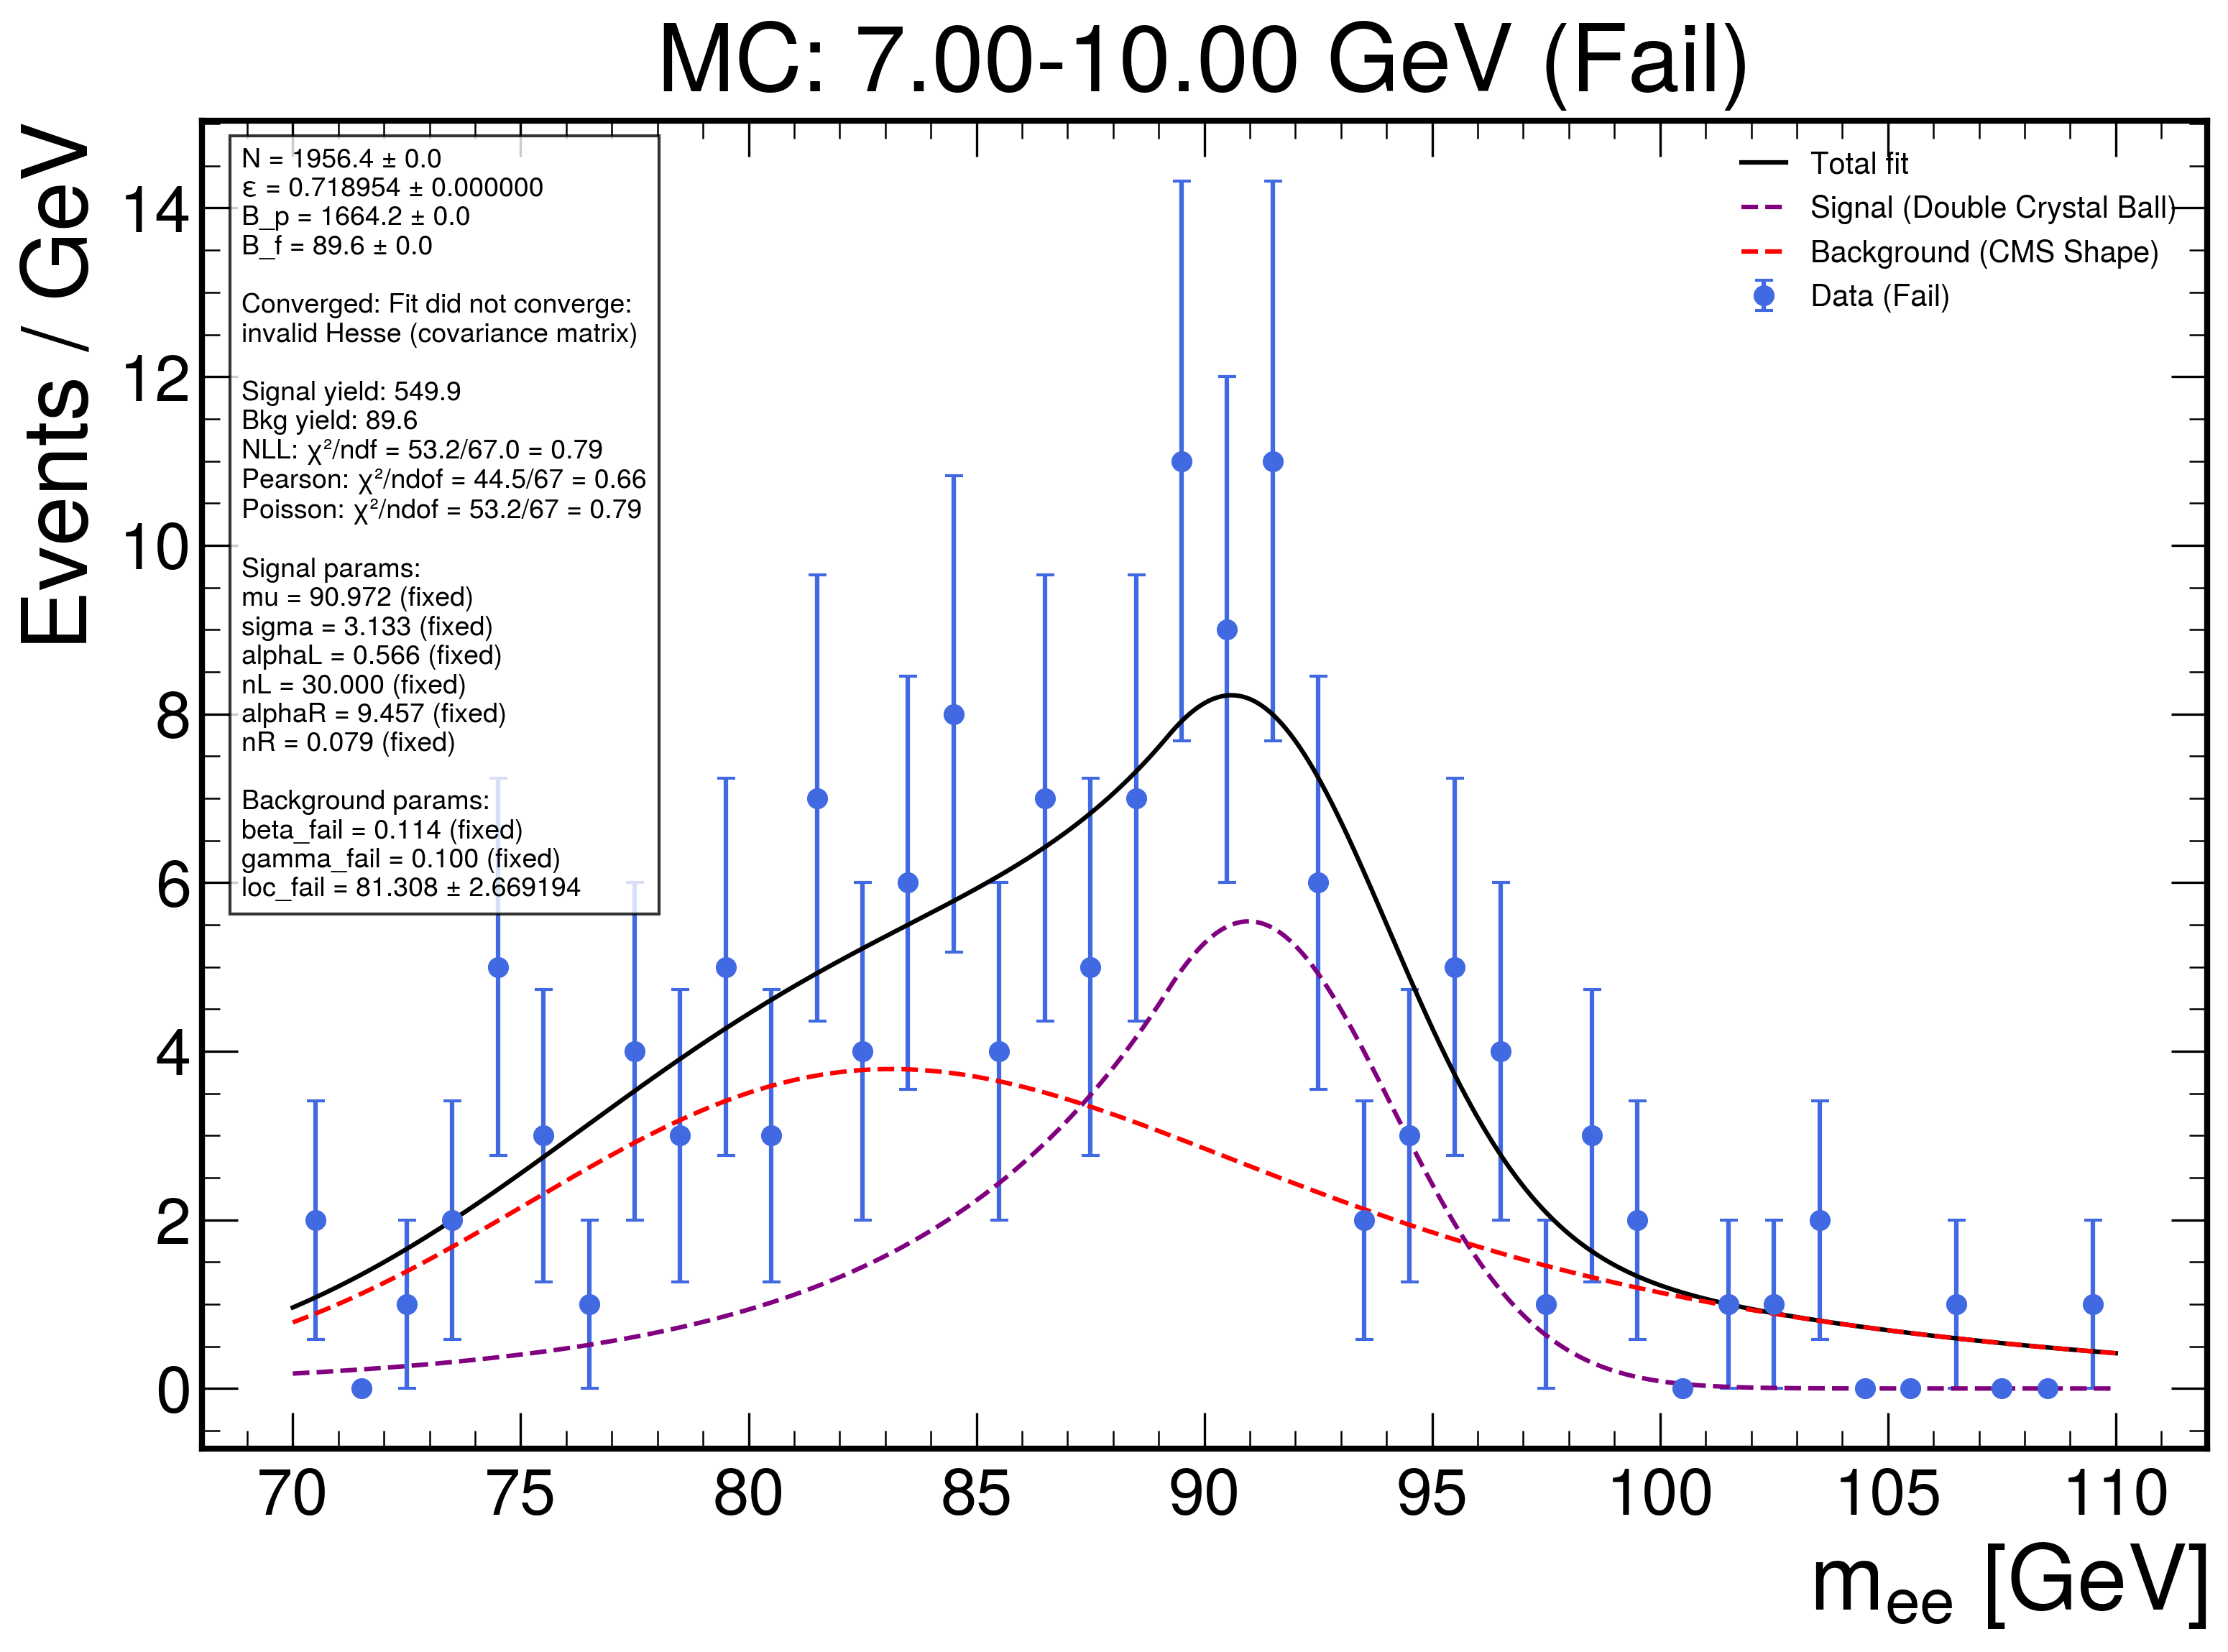 MC: 7.00-10.00 GeV (Fail)
Events / GeV
14
12
10
8
6
4
2
0
N = 1956.4 ± 0.0
ε = 0.718954 ± 0.000000
B_p = 1664.2 ± 0.0
B_f = 89.6 ± 0.0
Converged: Fit did not converge:
invalid Hesse (covariance matrix)
Signal yield: 549.9
Bkg yield: 89.6
NLL: χ²/ndf = 53.2/67.0 = 0.79
Pearson: χ²/ndof = 44.5/67 = 0.66
Poisson: χ²/ndof = 53.2/67 = 0.79
Signal params:
mu = 90.972 (fixed)
sigma = 3.133 (fixed)
alphaL = 0.566 (fixed)
nL = 30.000 (fixed)
alphaR = 9.457 (fixed)
nR = 0.079 (fixed)
Background params:
beta_fail = 0.114 (fixed)
gamma_fail = 0.100 (fixed)
loc_fail = 81.308 ± 2.669194
Total fit
Signal (Double Crystal Ball)
Background (CMS Shape)
Data (Fail)
70 75 80 85 90 95 100 105 110
m_ee [GeV]